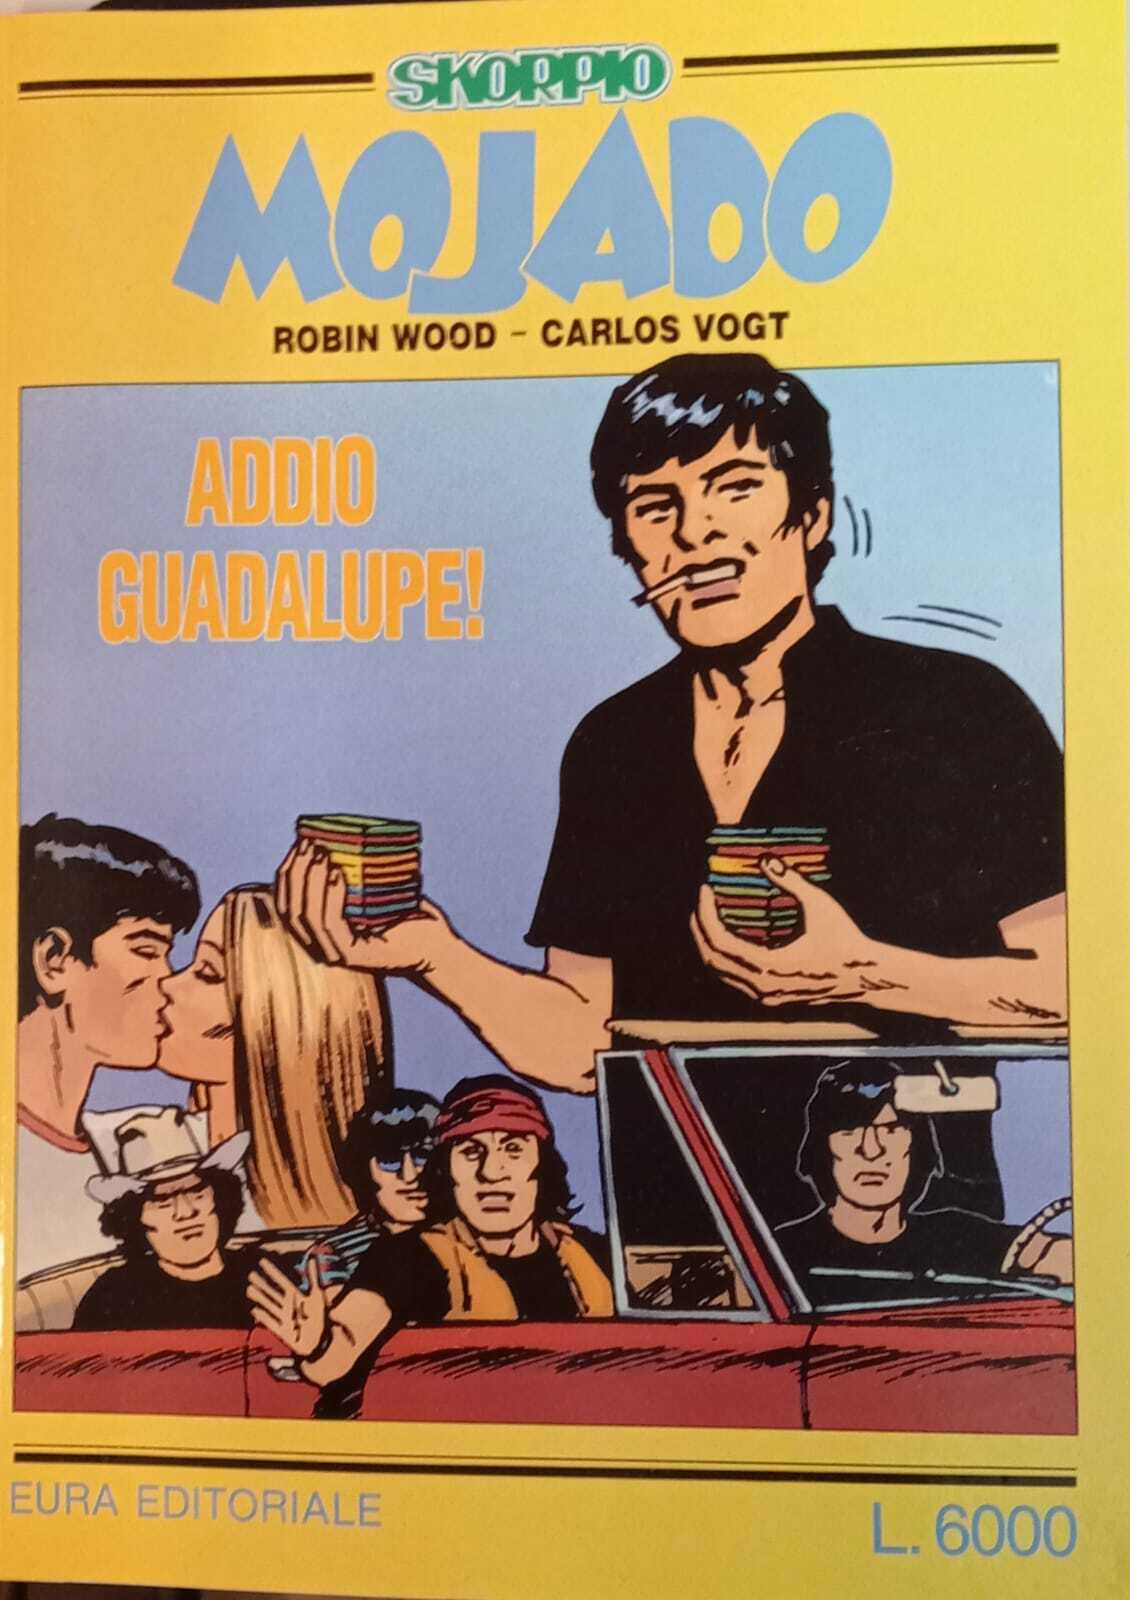 SKORPIO
MOJADO
ROBIN WOOD - CARLOS VOGT
ADDIO
GUADALUPE!
EURA EDITORIALE
L. 6000